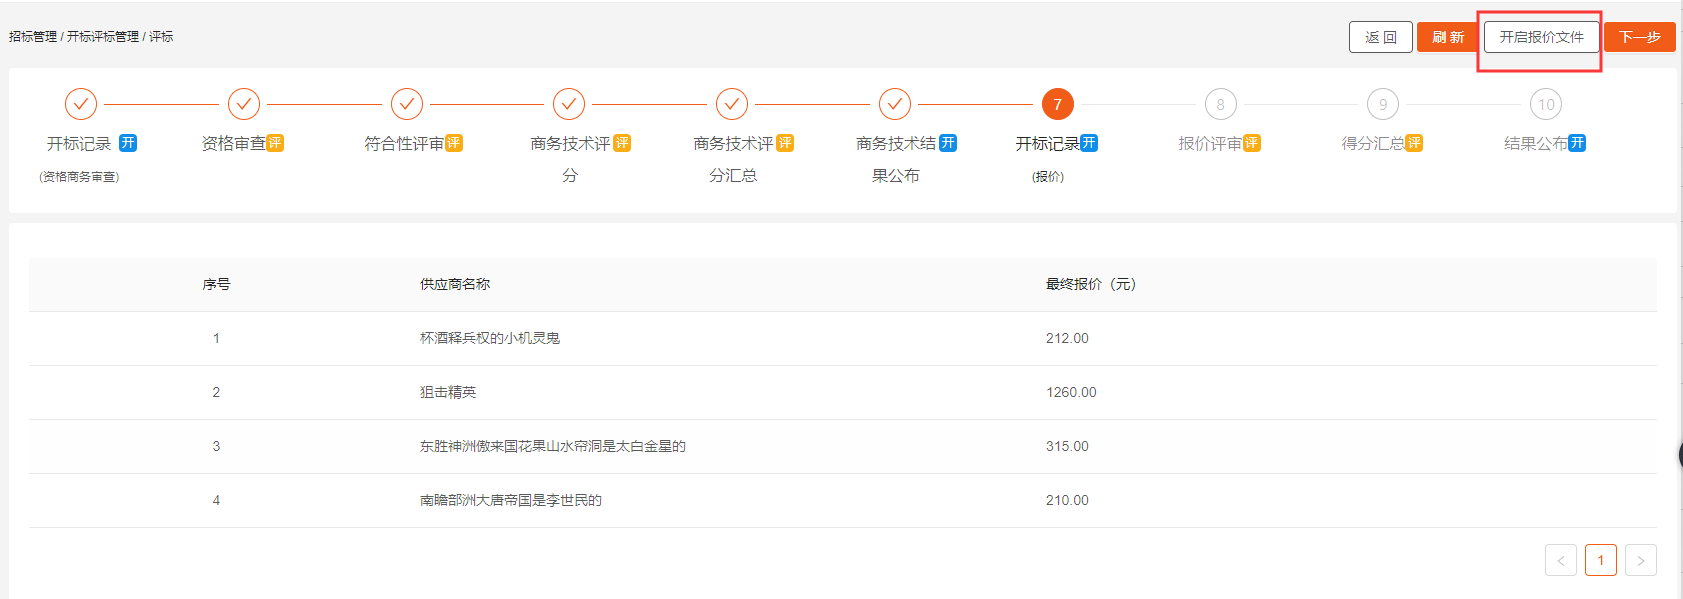 招标管理 / 开标评标管理 / 评标
返 回 刷 新 开启报价文件 下一步
7 8 9 10
开标记录 开 资格审查 评 符合性评审 评 商务技术评 评 商务技术评 评 商务技术结 开 开标记录 开 报价评审 评 得分汇总 评 结果公布 开
(资格商务审查) 分 分汇总 果公布 (报价)
序号 供应商名称 最终报价（元）
1 杯酒释兵权的小机灵鬼 212.00
2 狙击精英 1260.00
3 东胜神洲傲来国花果山水帘洞是太白金星的 315.00
4 南瞻部洲大唐帝国是李世民的 210.00
< 1 >